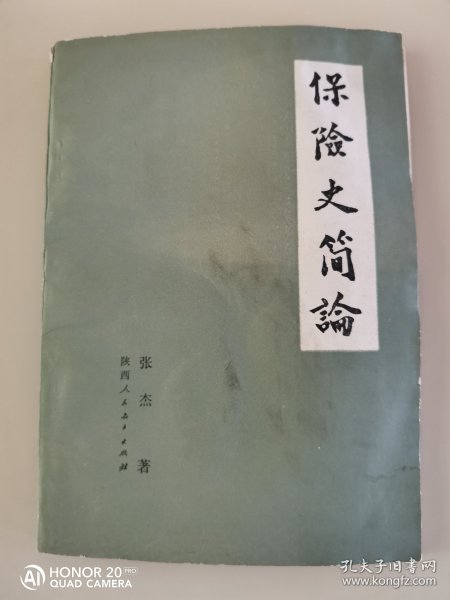 保險史简論
张杰 著
陕西人民出版社
HONOR 20 PRO
AI QUAD CAMERA
孔夫子旧书网
www.kongfz.com